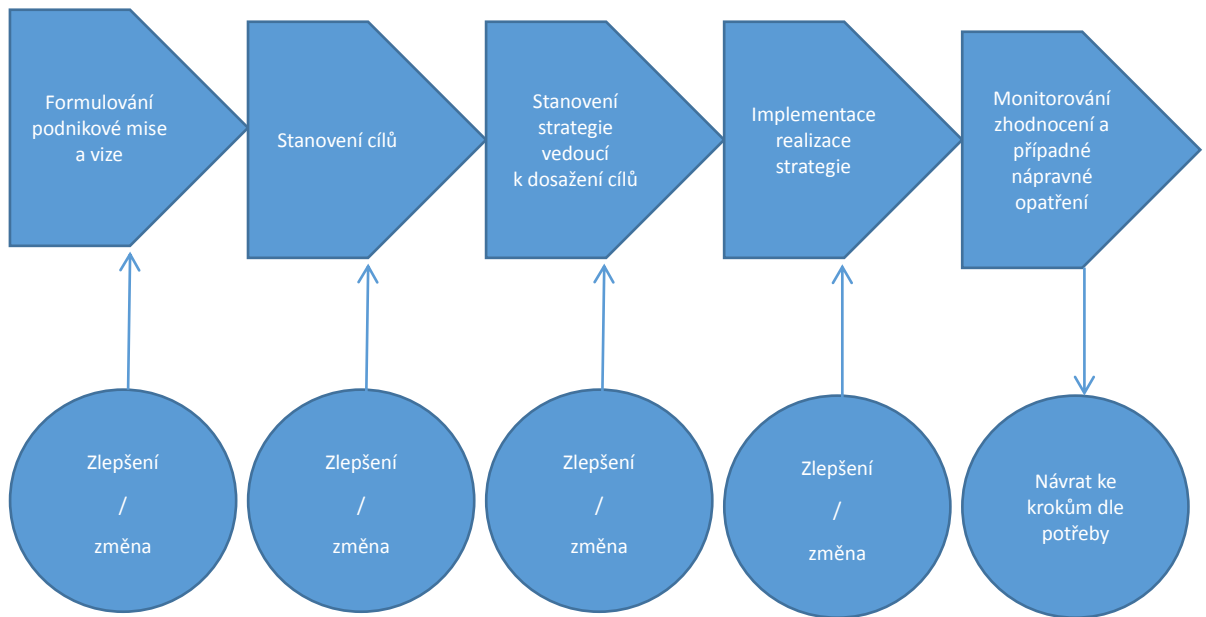 Formulování
podnikové mise
a vize
Stanovení cílů
Stanovení
strategie
vedoucí
k dosažení cílů
Implementace
realizace
strategie
Monitorování
zhodnocení a
případné
nápravné
opatření
Zlepšení
/
změna
Zlepšení
/
změna
Zlepšení
/
změna
Zlepšení
/
změna
Návrat ke
krokům dle
potřeby